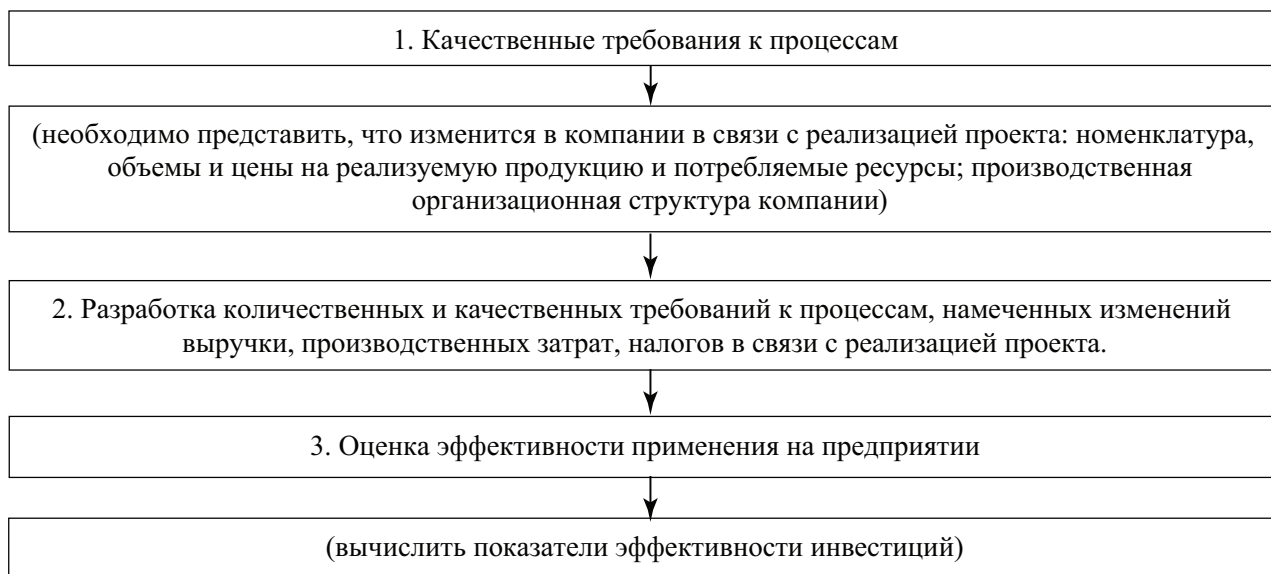 1. Качественные требования к процессам
(необходимо представить, что изменится в компании в связи с реализацией проекта: номенклатура,
объемы и цены на реализуемую продукцию и потребляемые ресурсы; производственная
организационная структура компании)
2. Разработка количественных и качественных требований к процессам, намеченных изменений
выручки, производственных затрат, налогов в связи с реализацией проекта.
3. Оценка эффективности применения на предприятии
(вычислить показатели эффективности инвестиций)